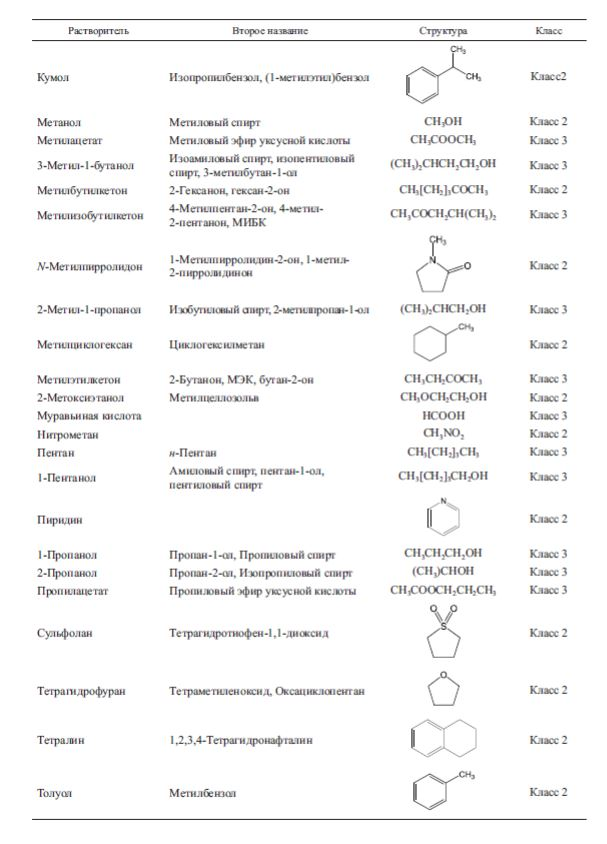 Растворитель Второе название Структура Класс
CH₃
Кумол Изопропилбензол, (1-метилэтил)бензол CH₃ Класс2
Метанол Метиловый спирт CH₃OH Класс 2
Метилацетат Метиловый эфир уксусной кислоты CH₃COOCH₃ Класс 3
3-Метил-1-бутанол Изоамиловый спирт, изопентиловый (CH₃)₂CHCH₂CH₂OH Класс 3
спирт, 3-метилбутан-1-ол
Метилбутилкетон 2-Гексанон, гексан-2-он CH₃[CH₂]₃COCH₃ Класс 2
Метилизобутилкетон 4-Метилпентан-2-он, 4-метил- CH₃COCH₂CH(CH₃)₂ Класс 3
2-пентанон, МИБК
CH₃
N-Метилпирролидон 1-Метилпирролидин-2-он, 1-метил- N O Класс 2
2-пирролидинон
2-Метил-1-пропанол Изобутиловый спирт, 2-метилпропан-1-ол (CH₃)₂CHCH₂OH Класс 3
CH₃
Метилциклогексан Циклогексилметан Класс 2
Метилэтилкетон 2-Бутанон, МЭК, бутан-2-он CH₃CH₂COCH₃ Класс 3
2-Метоксиэтанол Метилцеллозольв CH₃OCH₂CH₂OH Класс 2
Муравьиная кислота HCOOH Класс 3
Нитрометан CH₃NO₂ Класс 2
Пентан н-Пентан CH₃[CH₂]₃CH₃ Класс 3
1-Пентанол Амиловый спирт, пентан-1-ол, CH₃[CH₂]₃CH₂OH Класс 3
пентиловый спирт
N
Пиридин Класс 2
1-Пропанол Пропан-1-ол, Пропиловый спирт CH₃CH₂CH₂OH Класс 3
2-Пропанол Пропан-2-ол, Изопропиловый спирт (CH₃)CHOH Класс 3
Пропилацетат Пропиловый эфир уксусной кислоты CH₃COOCH₂CH₂CH₃ Класс 3
O O
Сульфолан Тетрагидротиофен-1,1-диоксид S Класс 2
O
Тетрагидрофуран Тетраметиленоксид, Оксациклопентан Класс 2
Тетралин 1,2,3,4-Тетрагидронафталин Класс 2
CH₃
Толуол Метилбензол Класс 2